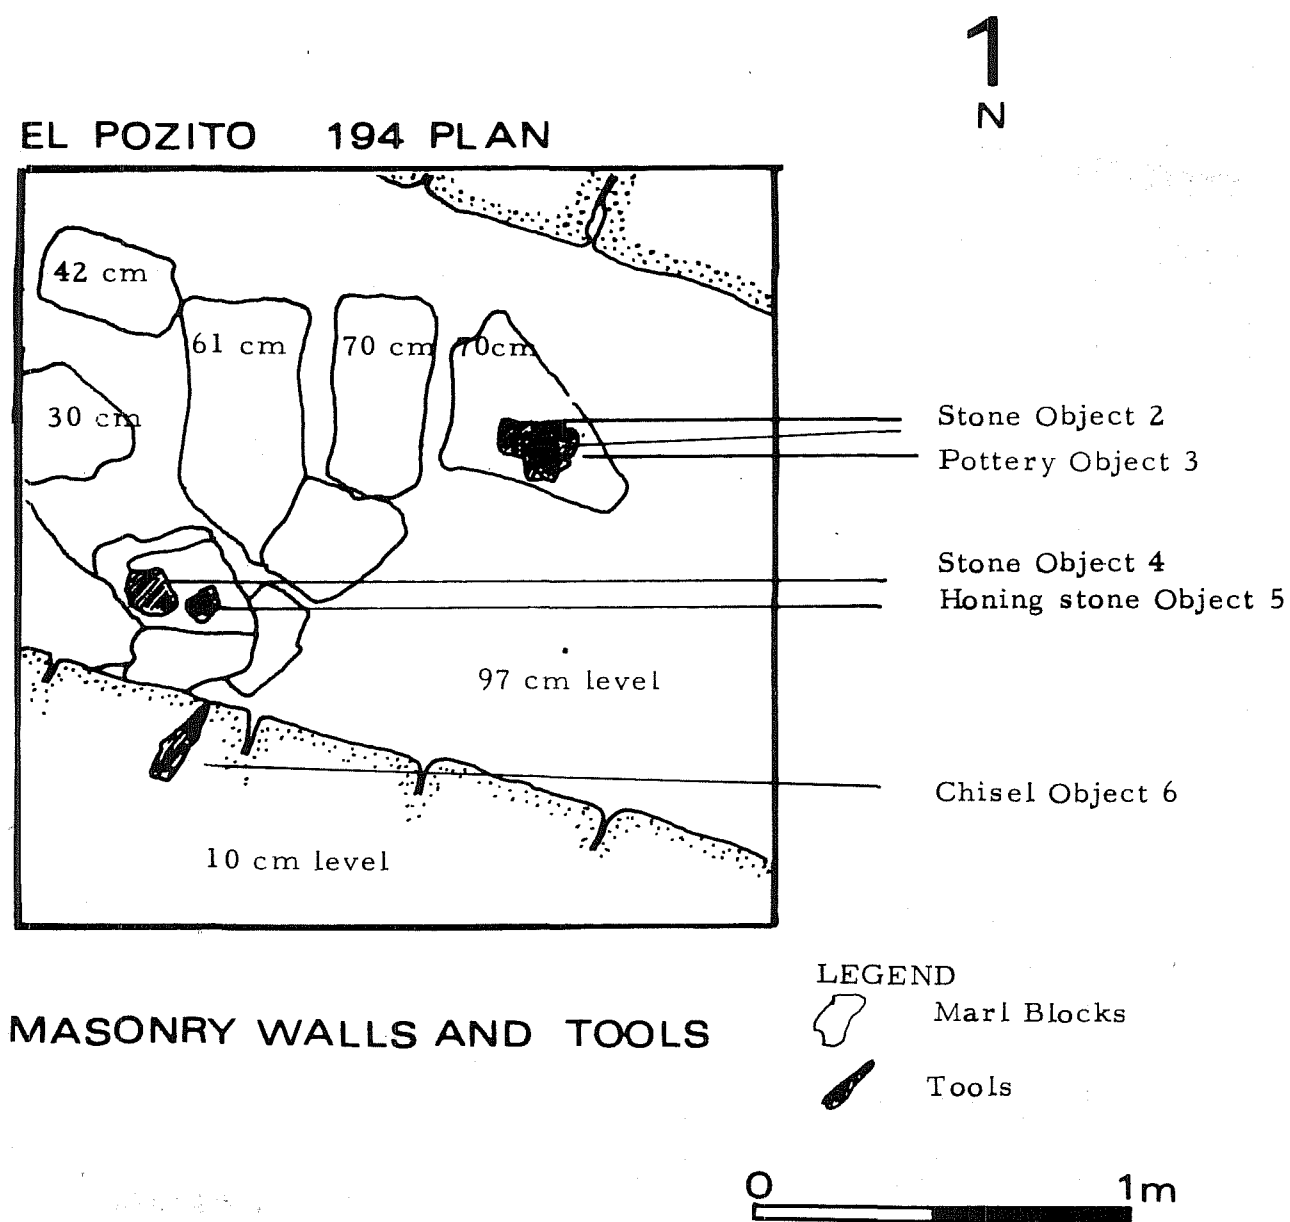 1
N
EL POZITO 194 PLAN
42 cm
61 cm
70 cm
70cm
30 cm
Stone Object 2
Pottery Object 3
Stone Object 4
Honing stone Object 5
97 cm level
Chisel Object 6
10 cm level
LEGEND
Marl Blocks
Tools
MASONRY WALLS AND TOOLS
0 1m